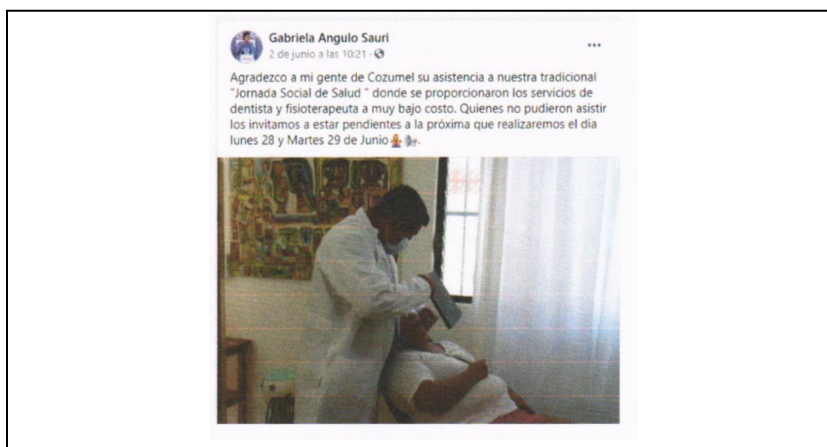 Gabriela Angulo Sauri
2 de junio a las 10:21 ·
Agradezco a mi gente de Cozumel su asistencia a nuestra tradicional
"Jornada Social de Salud " donde se proporcionaron los servicios de
dentista y fisioterapeuta a muy bajo costo. Quienes no pudieron asistir
los invitamos a estar pendientes a la próxima que realizaremos el dia
lunes 28 y Martes 29 de Junio.